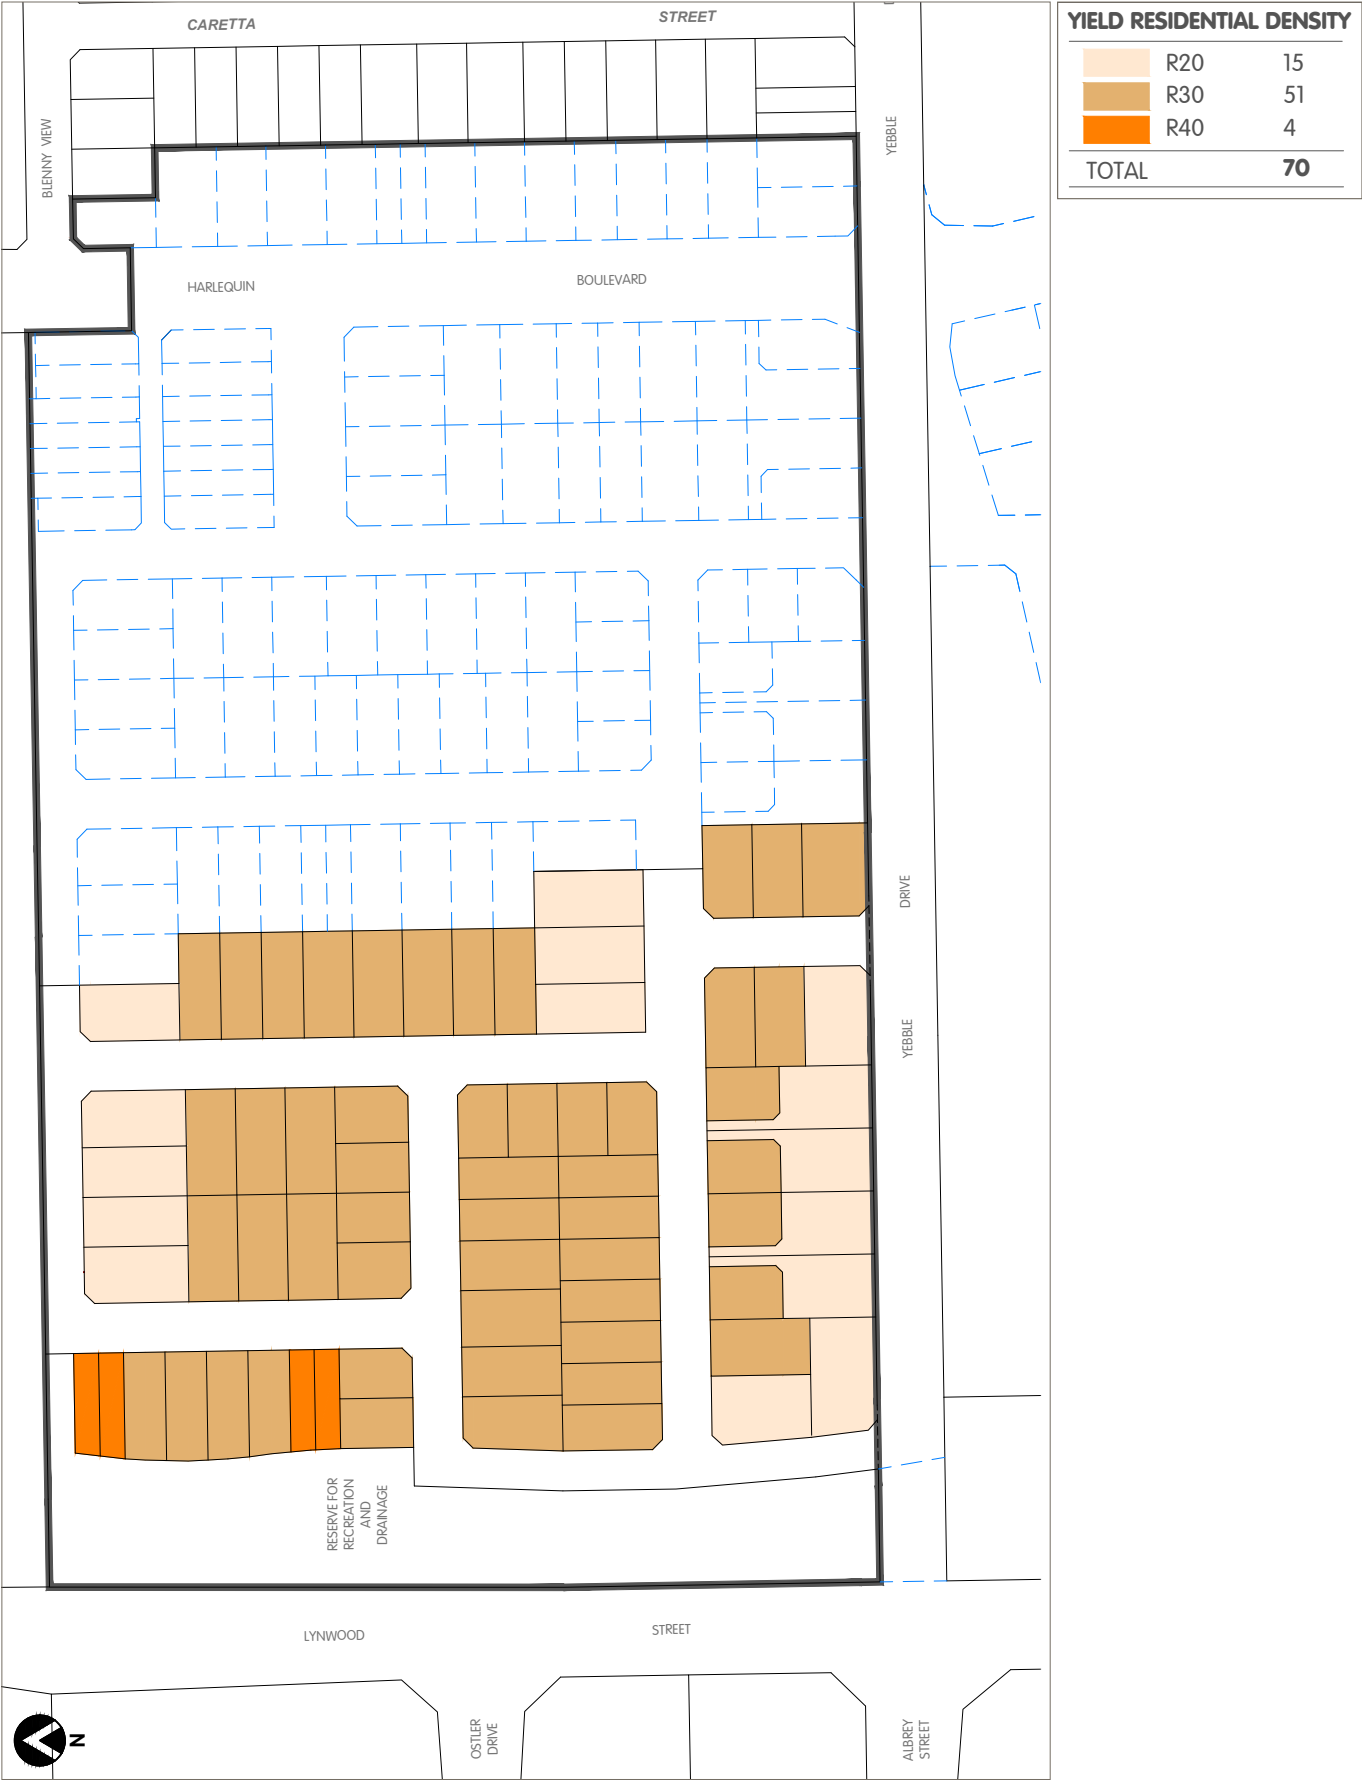 CARETTA STREET
YIELD RESIDENTIAL DENSITY
R20 15
R30 51
R40 4
TOTAL 70
BLENNY VIEW
YEBBLE
HARLEQUIN BOULEVARD
DRIVE
YEBBLE
RESERVE FOR
RECREATION
AND
DRAINAGE
LYNWOOD STREET
OSTLER
DRIVE
ALBREY
STREET
N